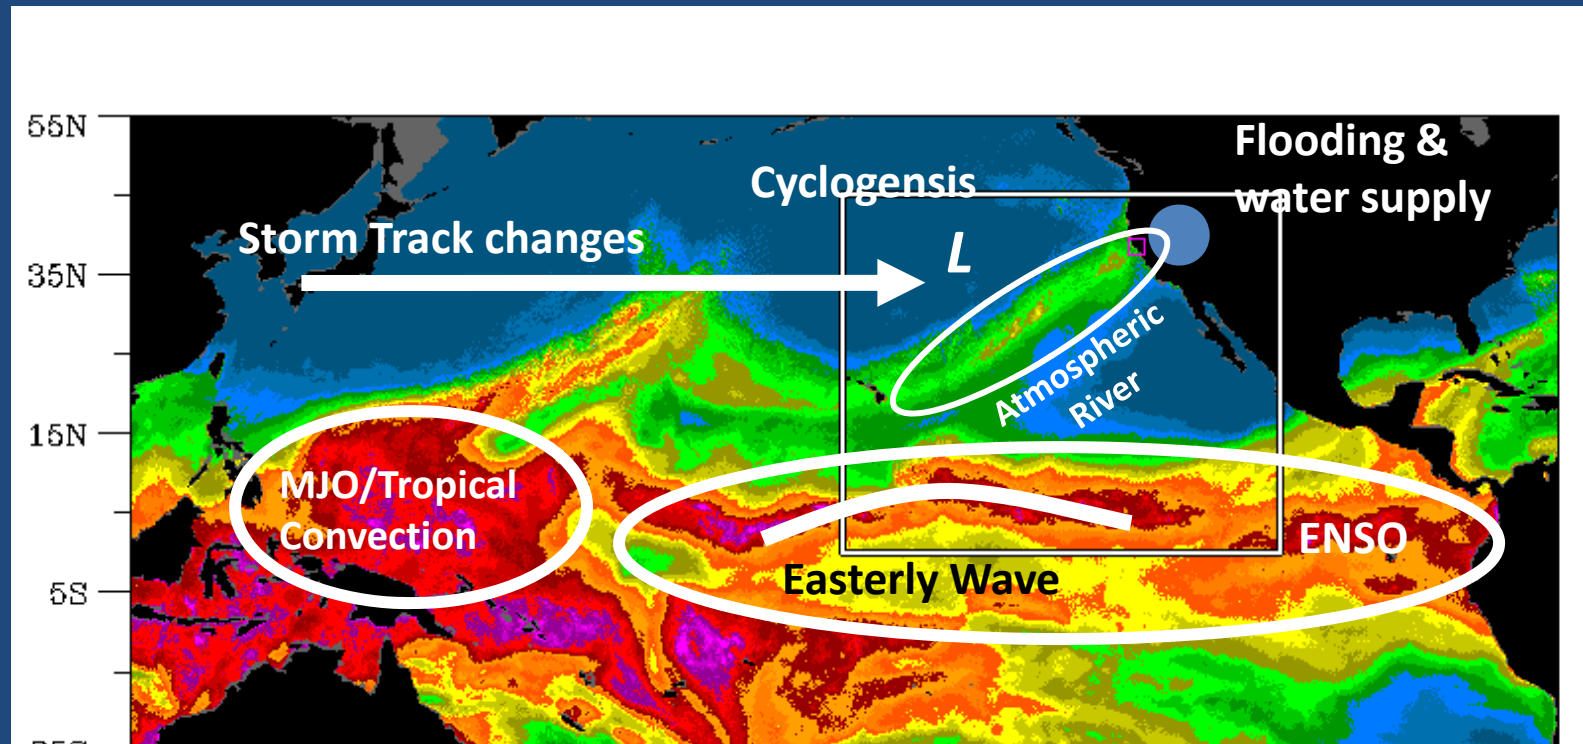 55N
Flooding &
water supply
Cyclogensis
Storm Track changes
L
35N
Atmospheric
River
15N
MJO/Tropical
Convection
ENSO
Easterly Wave
5S